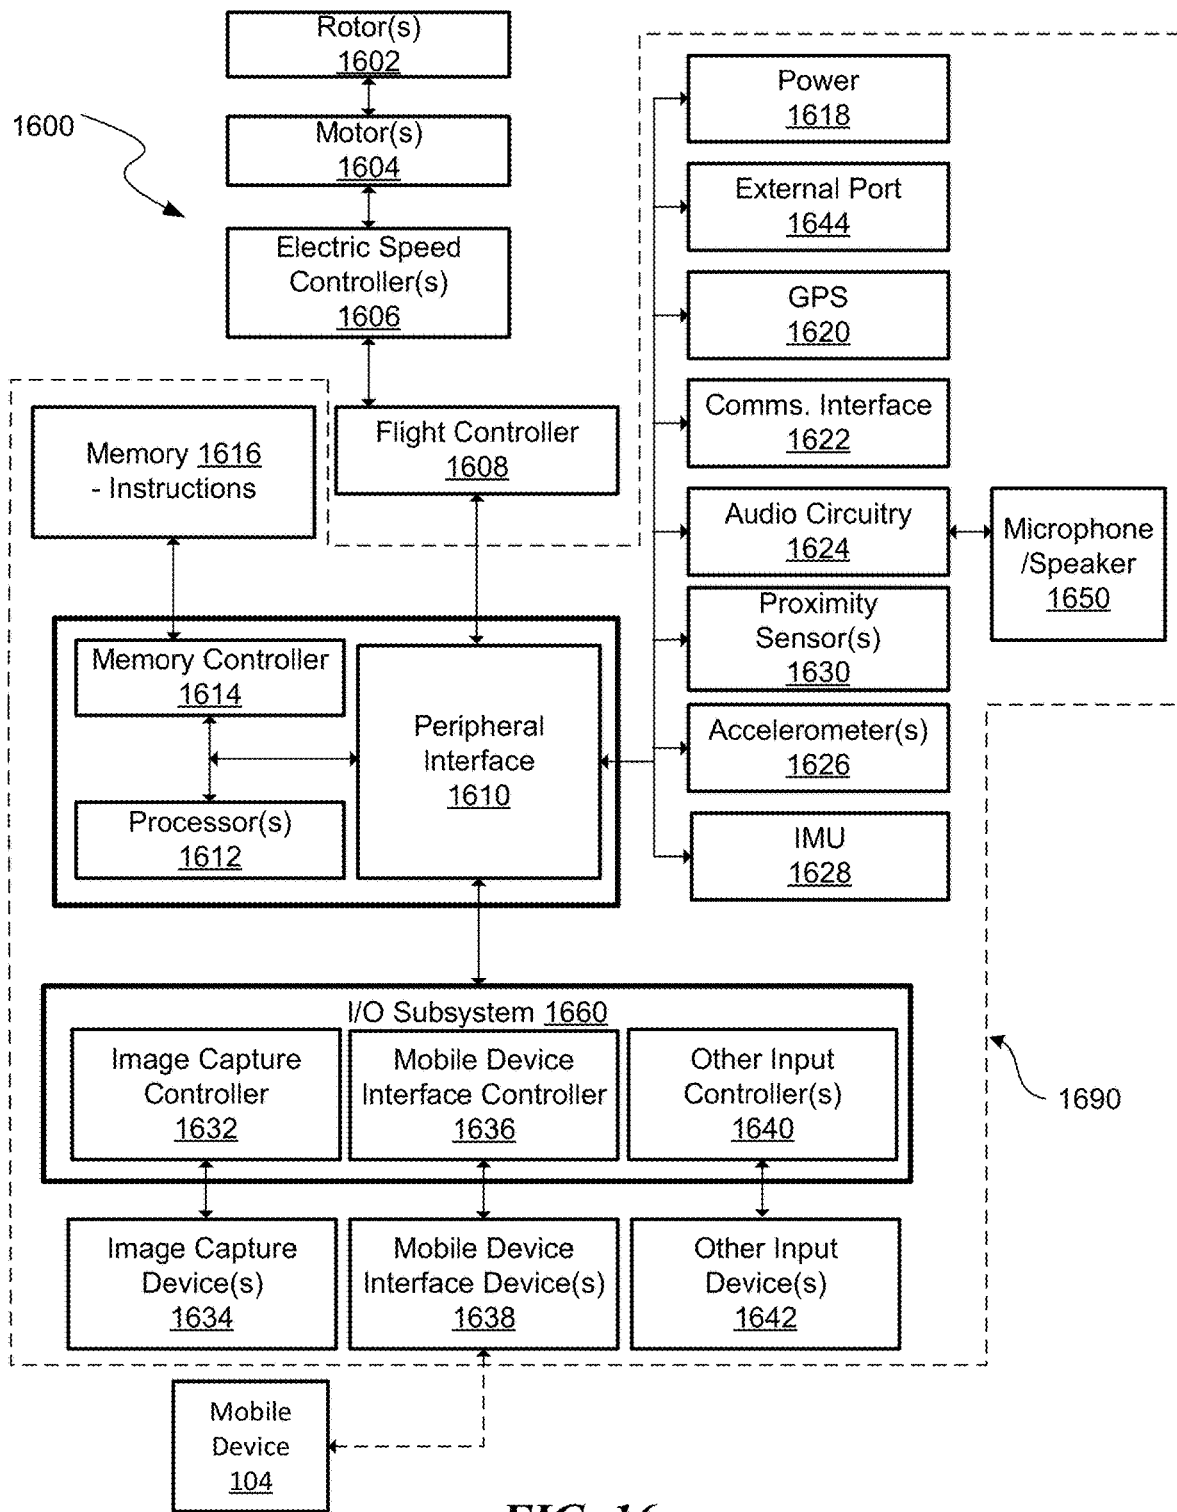 Rotor(s)
1602
1600
Motor(s)
1604
Electric Speed
Controller(s)
1606
Flight Controller
1608
Memory 1616
- Instructions
Memory Controller
1614
Peripheral
Interface
1610
Processor(s)
1612
Power
1618
External Port
1644
GPS
1620
Comms. Interface
1622
Audio Circuitry
1624
Microphone
/Speaker
1650
Proximity
Sensor(s)
1630
Accelerometer(s)
1626
IMU
1628
I/O Subsystem 1660
Image Capture
Controller
1632
Mobile Device
Interface Controller
1636
Other Input
Controller(s)
1640
1690
Image Capture
Device(s)
1634
Mobile Device
Interface Device(s)
1638
Other Input
Device(s)
1642
Mobile
Device
104
FIG. 16